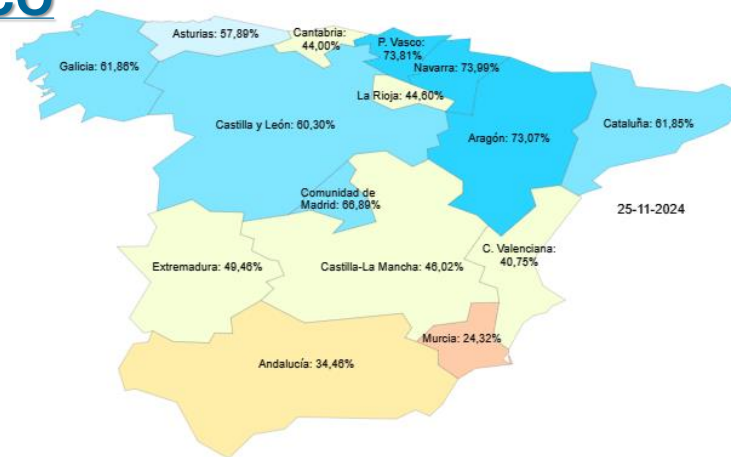 Asturias: 57,89%
Cantabria:
44,00%
P. Vasco:
73,81%
Galicia: 61,86%
Navarra: 73,99%
La Rioja: 44,60%
Castilla y León: 60,30%
Aragón: 73,07%
Cataluña: 61,85%
Comunidad de
Madrid: 66,89%
25-11-2024
C. Valenciana:
40,75%
Extremadura: 49,46%
Castilla-La Mancha: 46,02%
Murcia: 24,32%
Andalucía: 34,46%